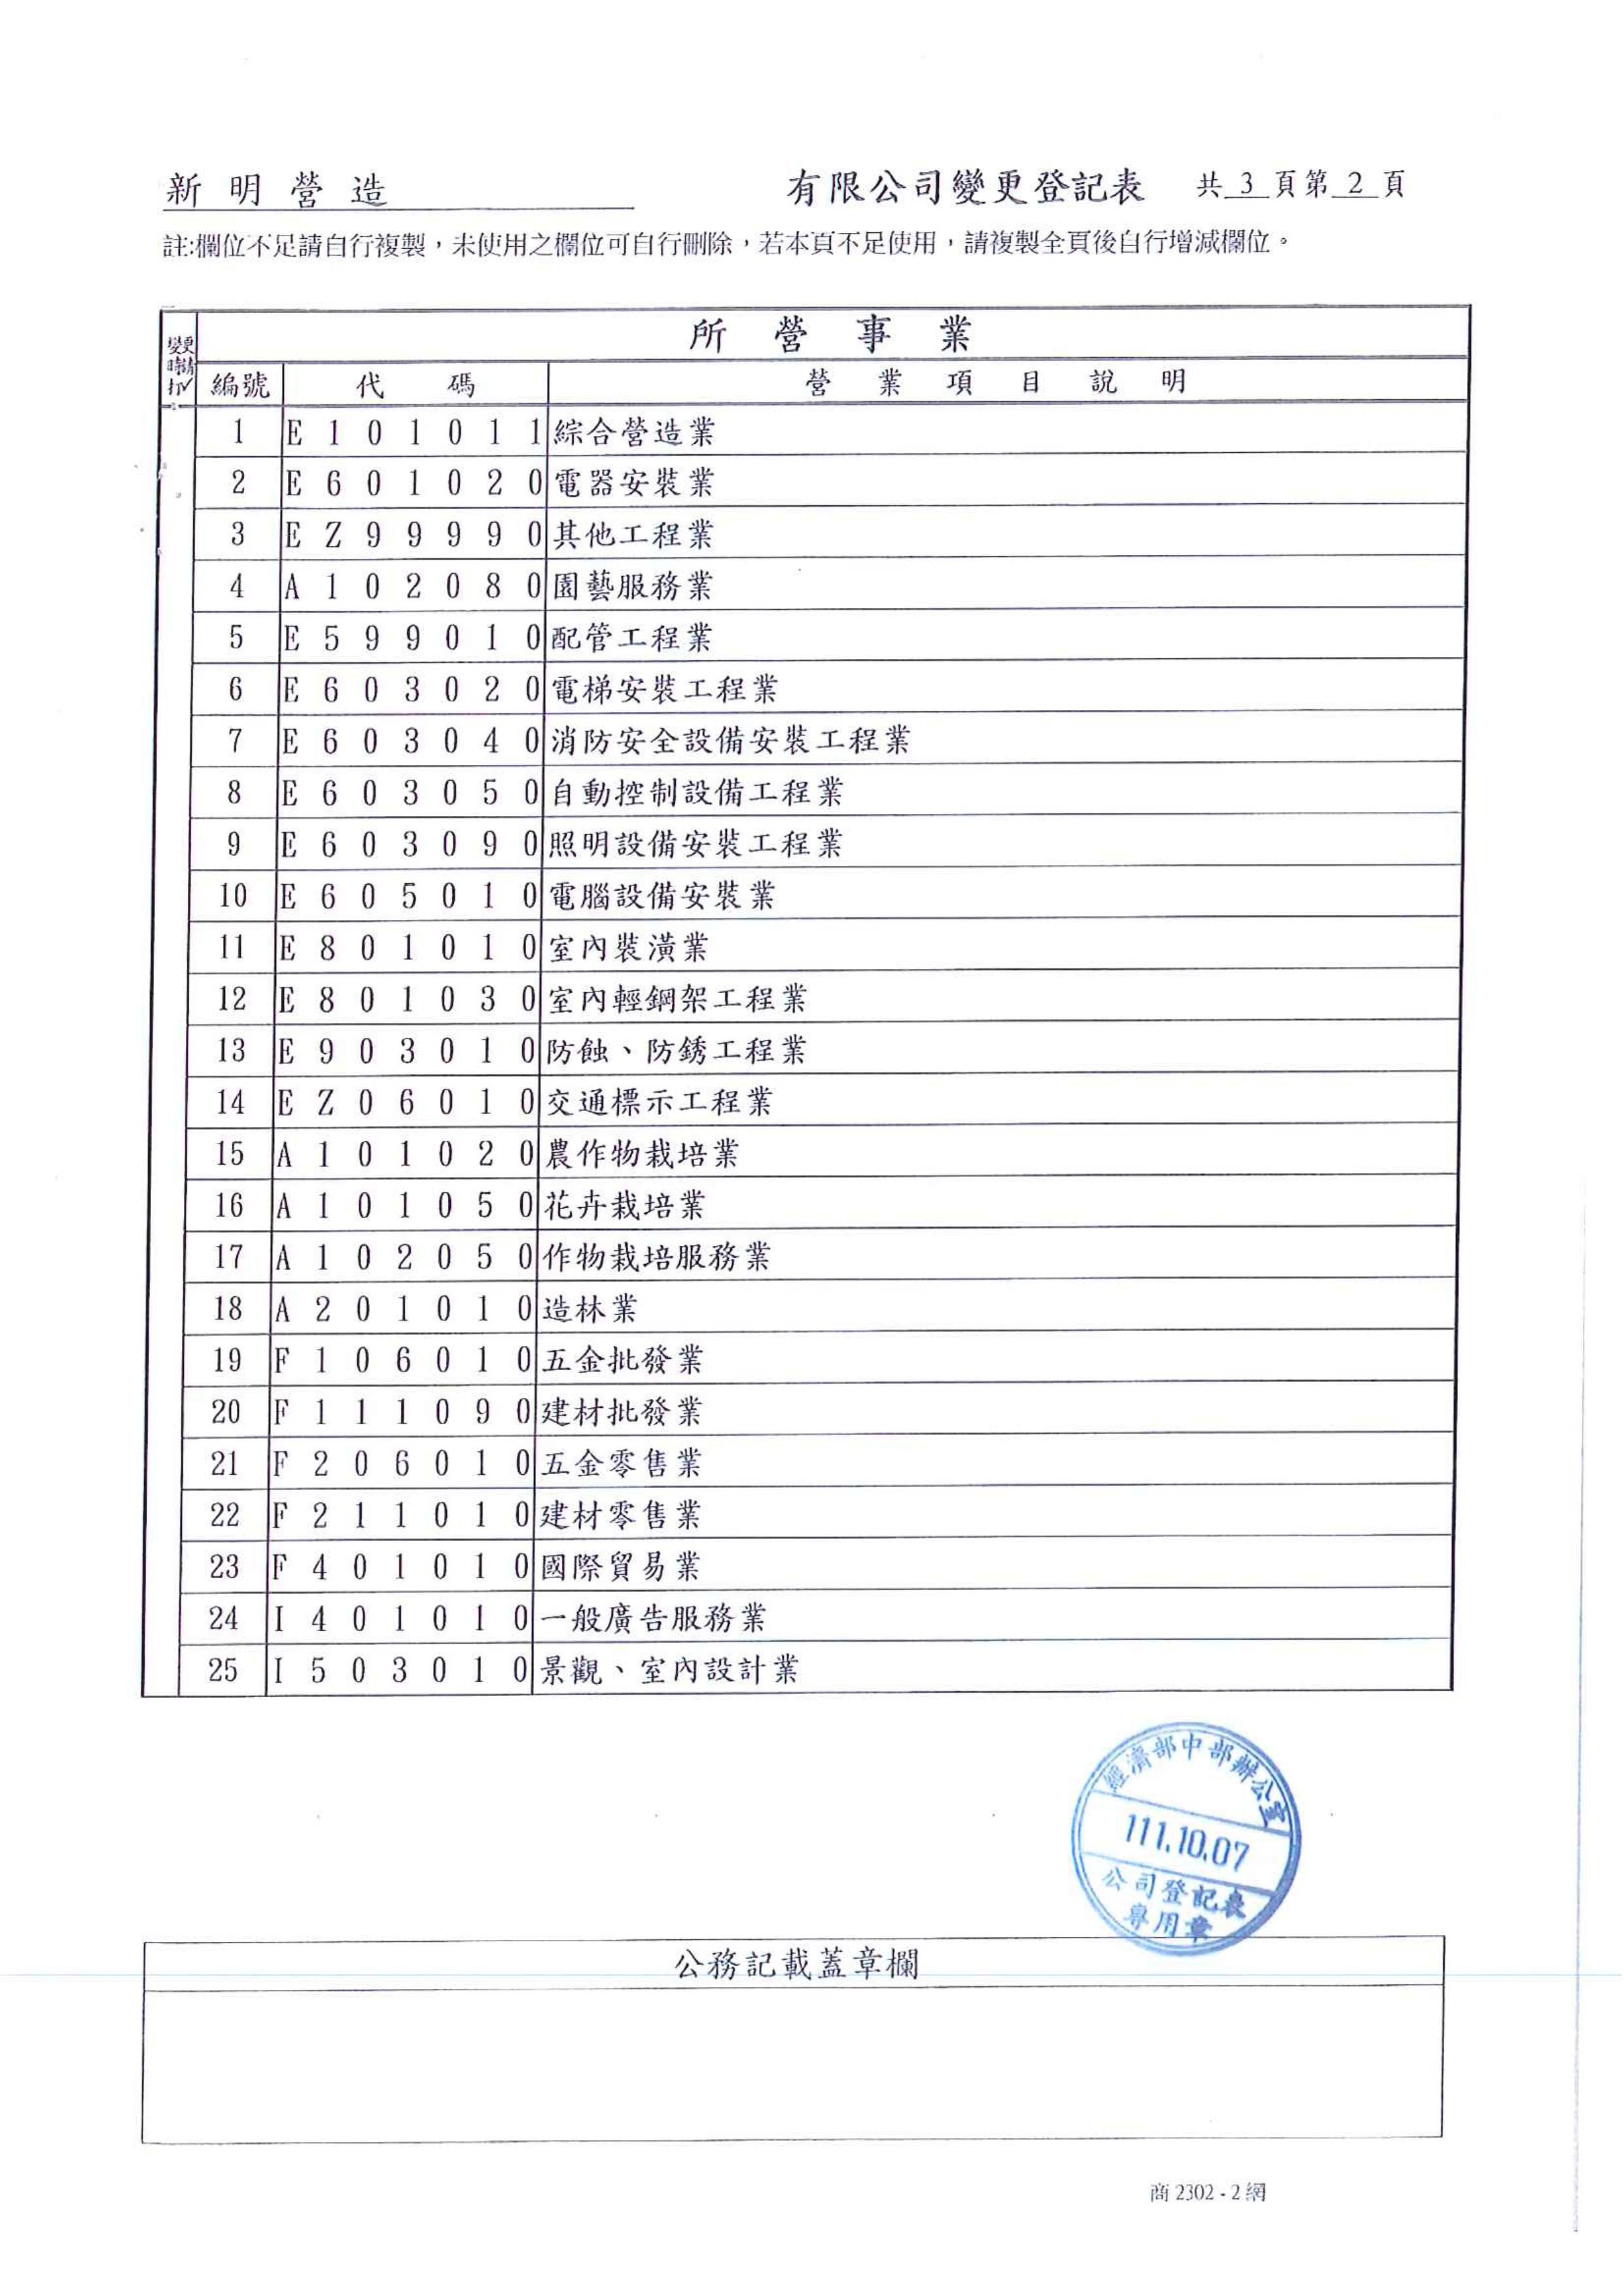 新明營造 有限公司變更登記表 共 3 頁第 2 頁
註:欄位不足請自行複製，未使用之欄位可自行刪除，若本頁不足使用，請複製全頁後自行增減欄位。
所營事業
編號 代碼 營業項目說明
1 E101011 綜合營造業
2 E601020 電器安裝業
3 EZ99990 其他工程業
4 A102080 園藝服務業
5 E599010 配管工程業
6 E603020 電梯安裝工程業
7 E603040 消防安全設備安裝工程業
8 E603050 自動控制設備工程業
9 E603090 照明設備安裝工程業
10 E605010 電腦設備安裝業
11 E801010 室內裝潢業
12 E801030 室內輕鋼架工程業
13 E903010 防蝕、防銹工程業
14 EZ06010 交通標示工程業
15 A101020 農作物栽培業
16 A101050 花卉栽培業
17 A102050 作物栽培服務業
18 A201010 造林業
19 F106010 五金批發業
20 F111090 建材批發業
21 F206010 五金零售業
22 F211010 建材零售業
23 F401010 國際貿易業
24 I401010 一般廣告服務業
25 I503010 景觀、室內設計業
經濟部中部辦公室
111.10.07
公司登記表
專用章
公務記載蓋章欄
商 2302 - 2 網